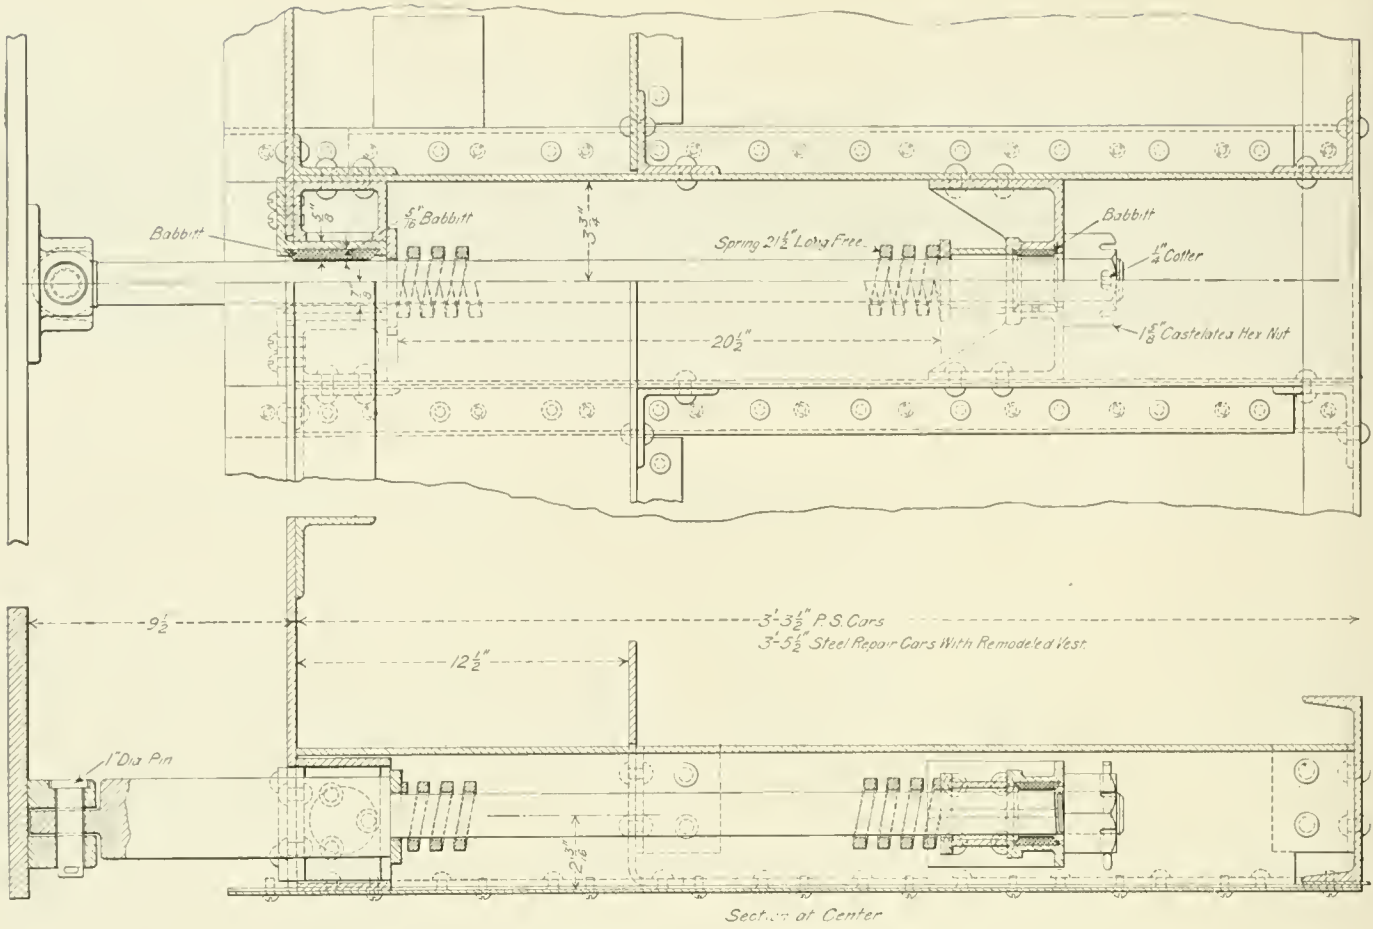 5/8"
5/16" Babbitt
Babbitt
3 3/4"
Spring 21 1/2" Long Free
Babbitt
1/4" Cotter
7/8
20 1/2"
1 5/8" Castelated Hex Nut
9 1/2"
3'-3 1/2" P.S. Cars
3'-5 1/2" Steel Repair Cars With Remodeled Vest.
12 1/2"
1" Dia Pin
2 3/16"
Section at Center